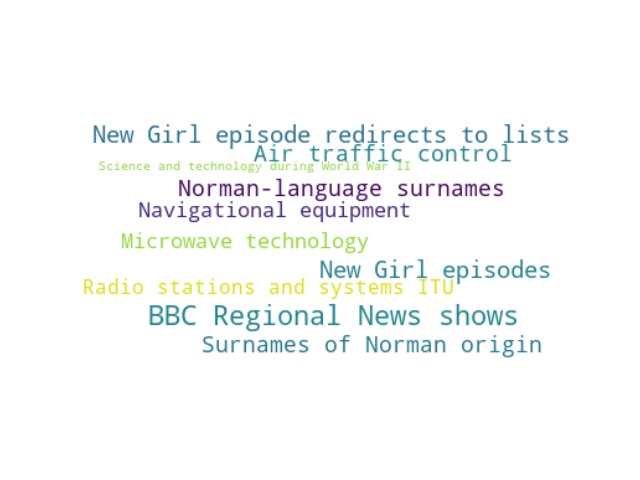 New Girl episode redirects to lists
Air traffic control
Science and technology during World War II
Norman-language surnames
Navigational equipment
Microwave technology
New Girl episodes
Radio stations and systems ITU
BBC Regional News shows
Surnames of Norman origin